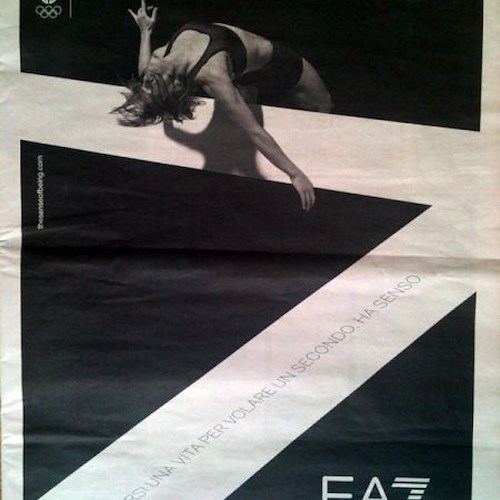 thesenseofbeing.com
UNA VITA PER VOLARE UN SECONDO. HA SENSO.
EA7